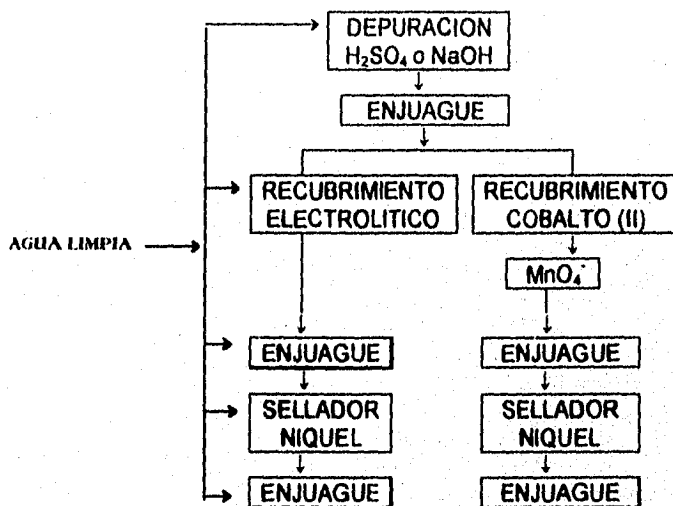 DEPURACION
H₂SO₄ o NaOH
ENJUAGUE
RECUBRIMIENTO
ELECTROLITICO
RECUBRIMIENTO
COBALTO (II)
AGUA LIMPIA
MnO₄⁻
ENJUAGUE
ENJUAGUE
SELLADOR
NIQUEL
SELLADOR
NIQUEL
ENJUAGUE
ENJUAGUE